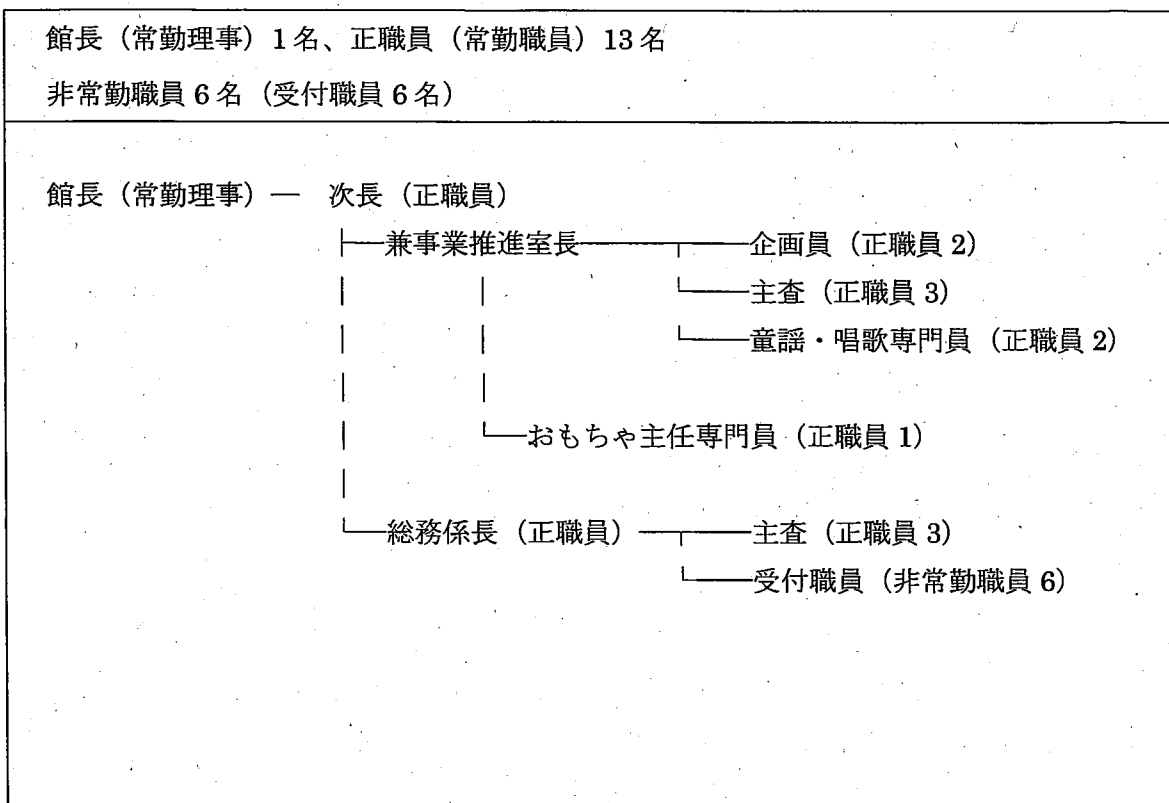 館長（常勤理事）1名、正職員（常勤職員）13名
非常勤職員6名（受付職員6名）
館長（常勤理事）― 次長（正職員）
兼事業推進室長 企画員（正職員2）
主査（正職員3）
童謡・唱歌専門員（正職員2）
おもちゃ主任専門員（正職員1）
総務係長（正職員） 主査（正職員3）
受付職員（非常勤職員6）